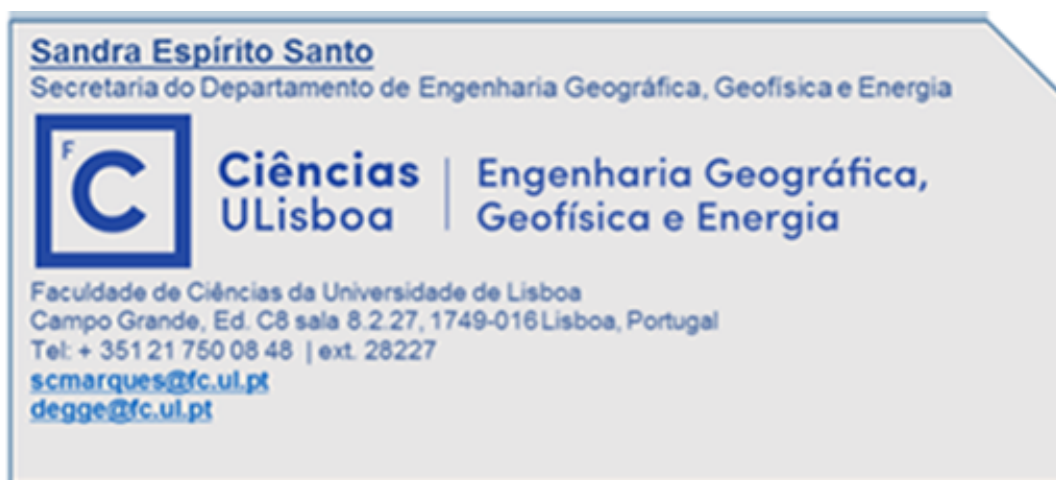 Sandra Espírito Santo
Secretaria do Departamento de Engenharia Geográfica, Geofísica e Energia
FC
Ciências ULisboa | Engenharia Geográfica, Geofísica e Energia
Faculdade de Ciências da Universidade de Lisboa
Campo Grande, Ed. C8 sala 8.2.27, 1749-016 Lisboa, Portugal
Tel: + 351 21 750 08 48 | ext. 28227
scmarques@fc.ul.pt
degge@fc.ul.pt